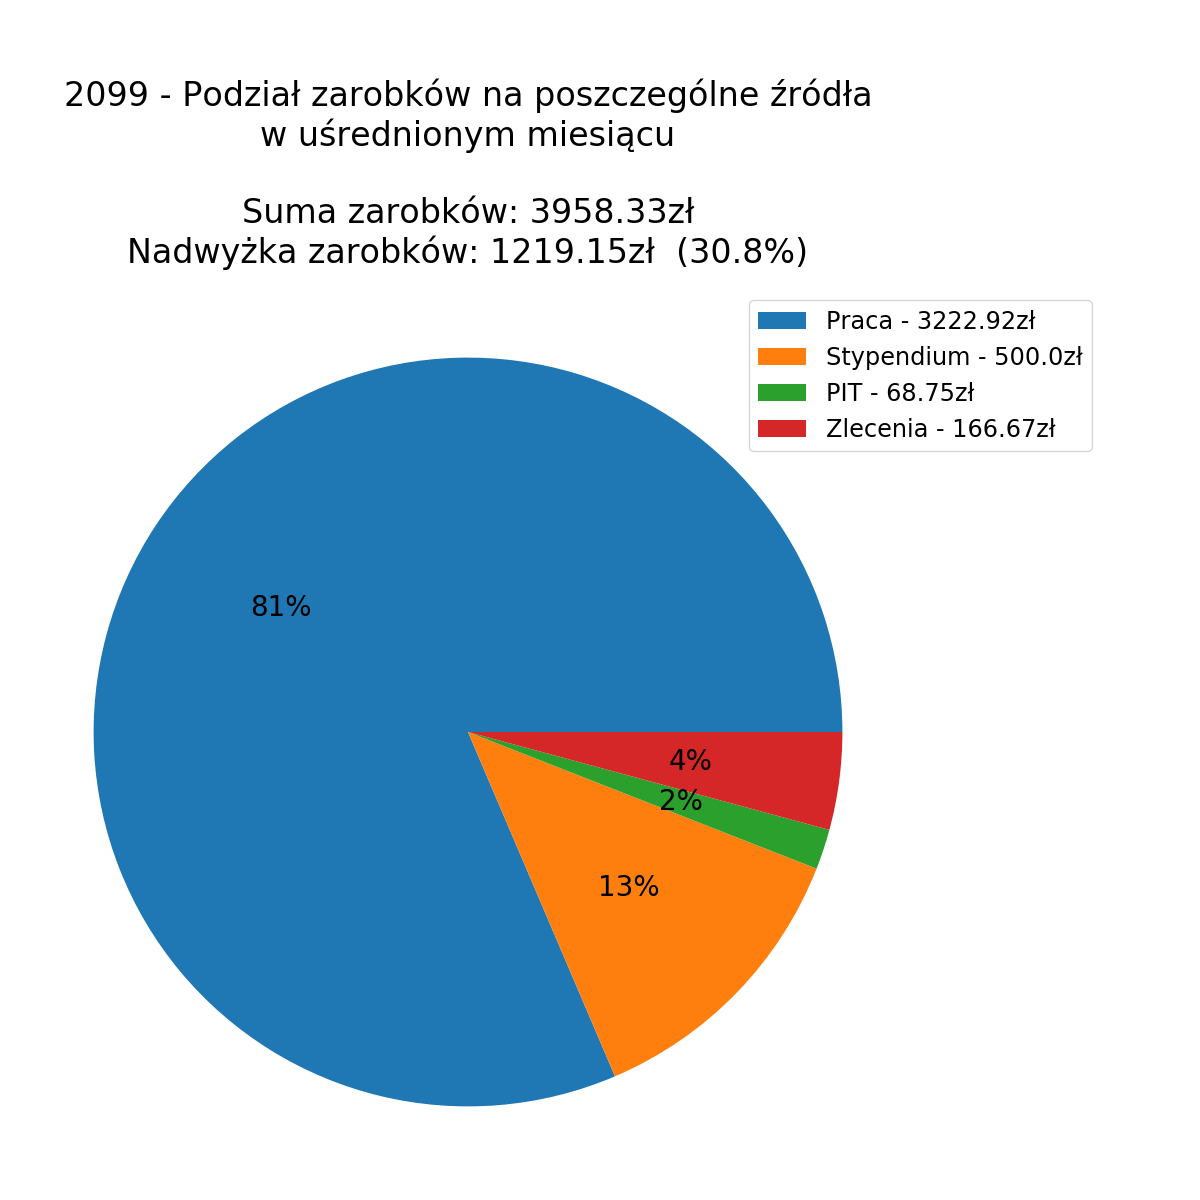 2099 - Podział zarobków na poszczególne źródła
w uśrednionym miesiącu
Suma zarobków: 3958.33zł
Nadwyżka zarobków: 1219.15zł  (30.8%)
Praca - 3222.92zł
Stypendium - 500.0zł
PIT - 68.75zł
Zlecenia - 166.67zł
81%
4%
2%
13%